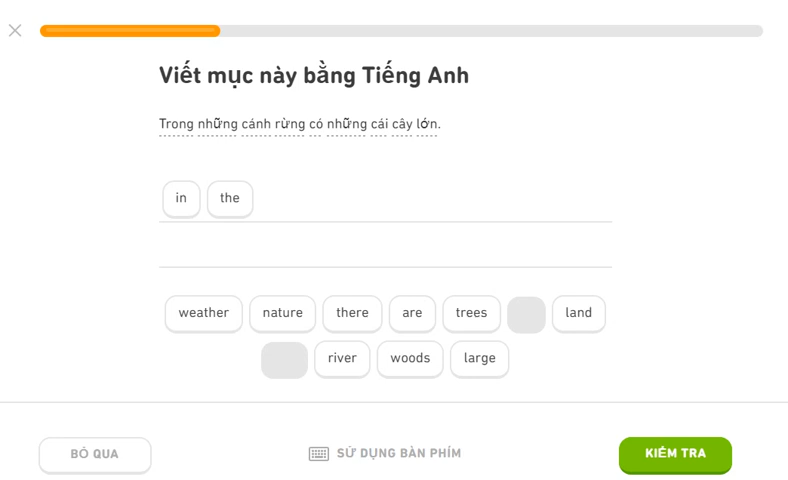 Viết mục này bằng Tiếng Anh
Trong những cánh rừng có những cái cây lớn.
in the
weather nature there are trees land
river woods large
BỎ QUA SỬ DỤNG BÀN PHÍM KIỂM TRA